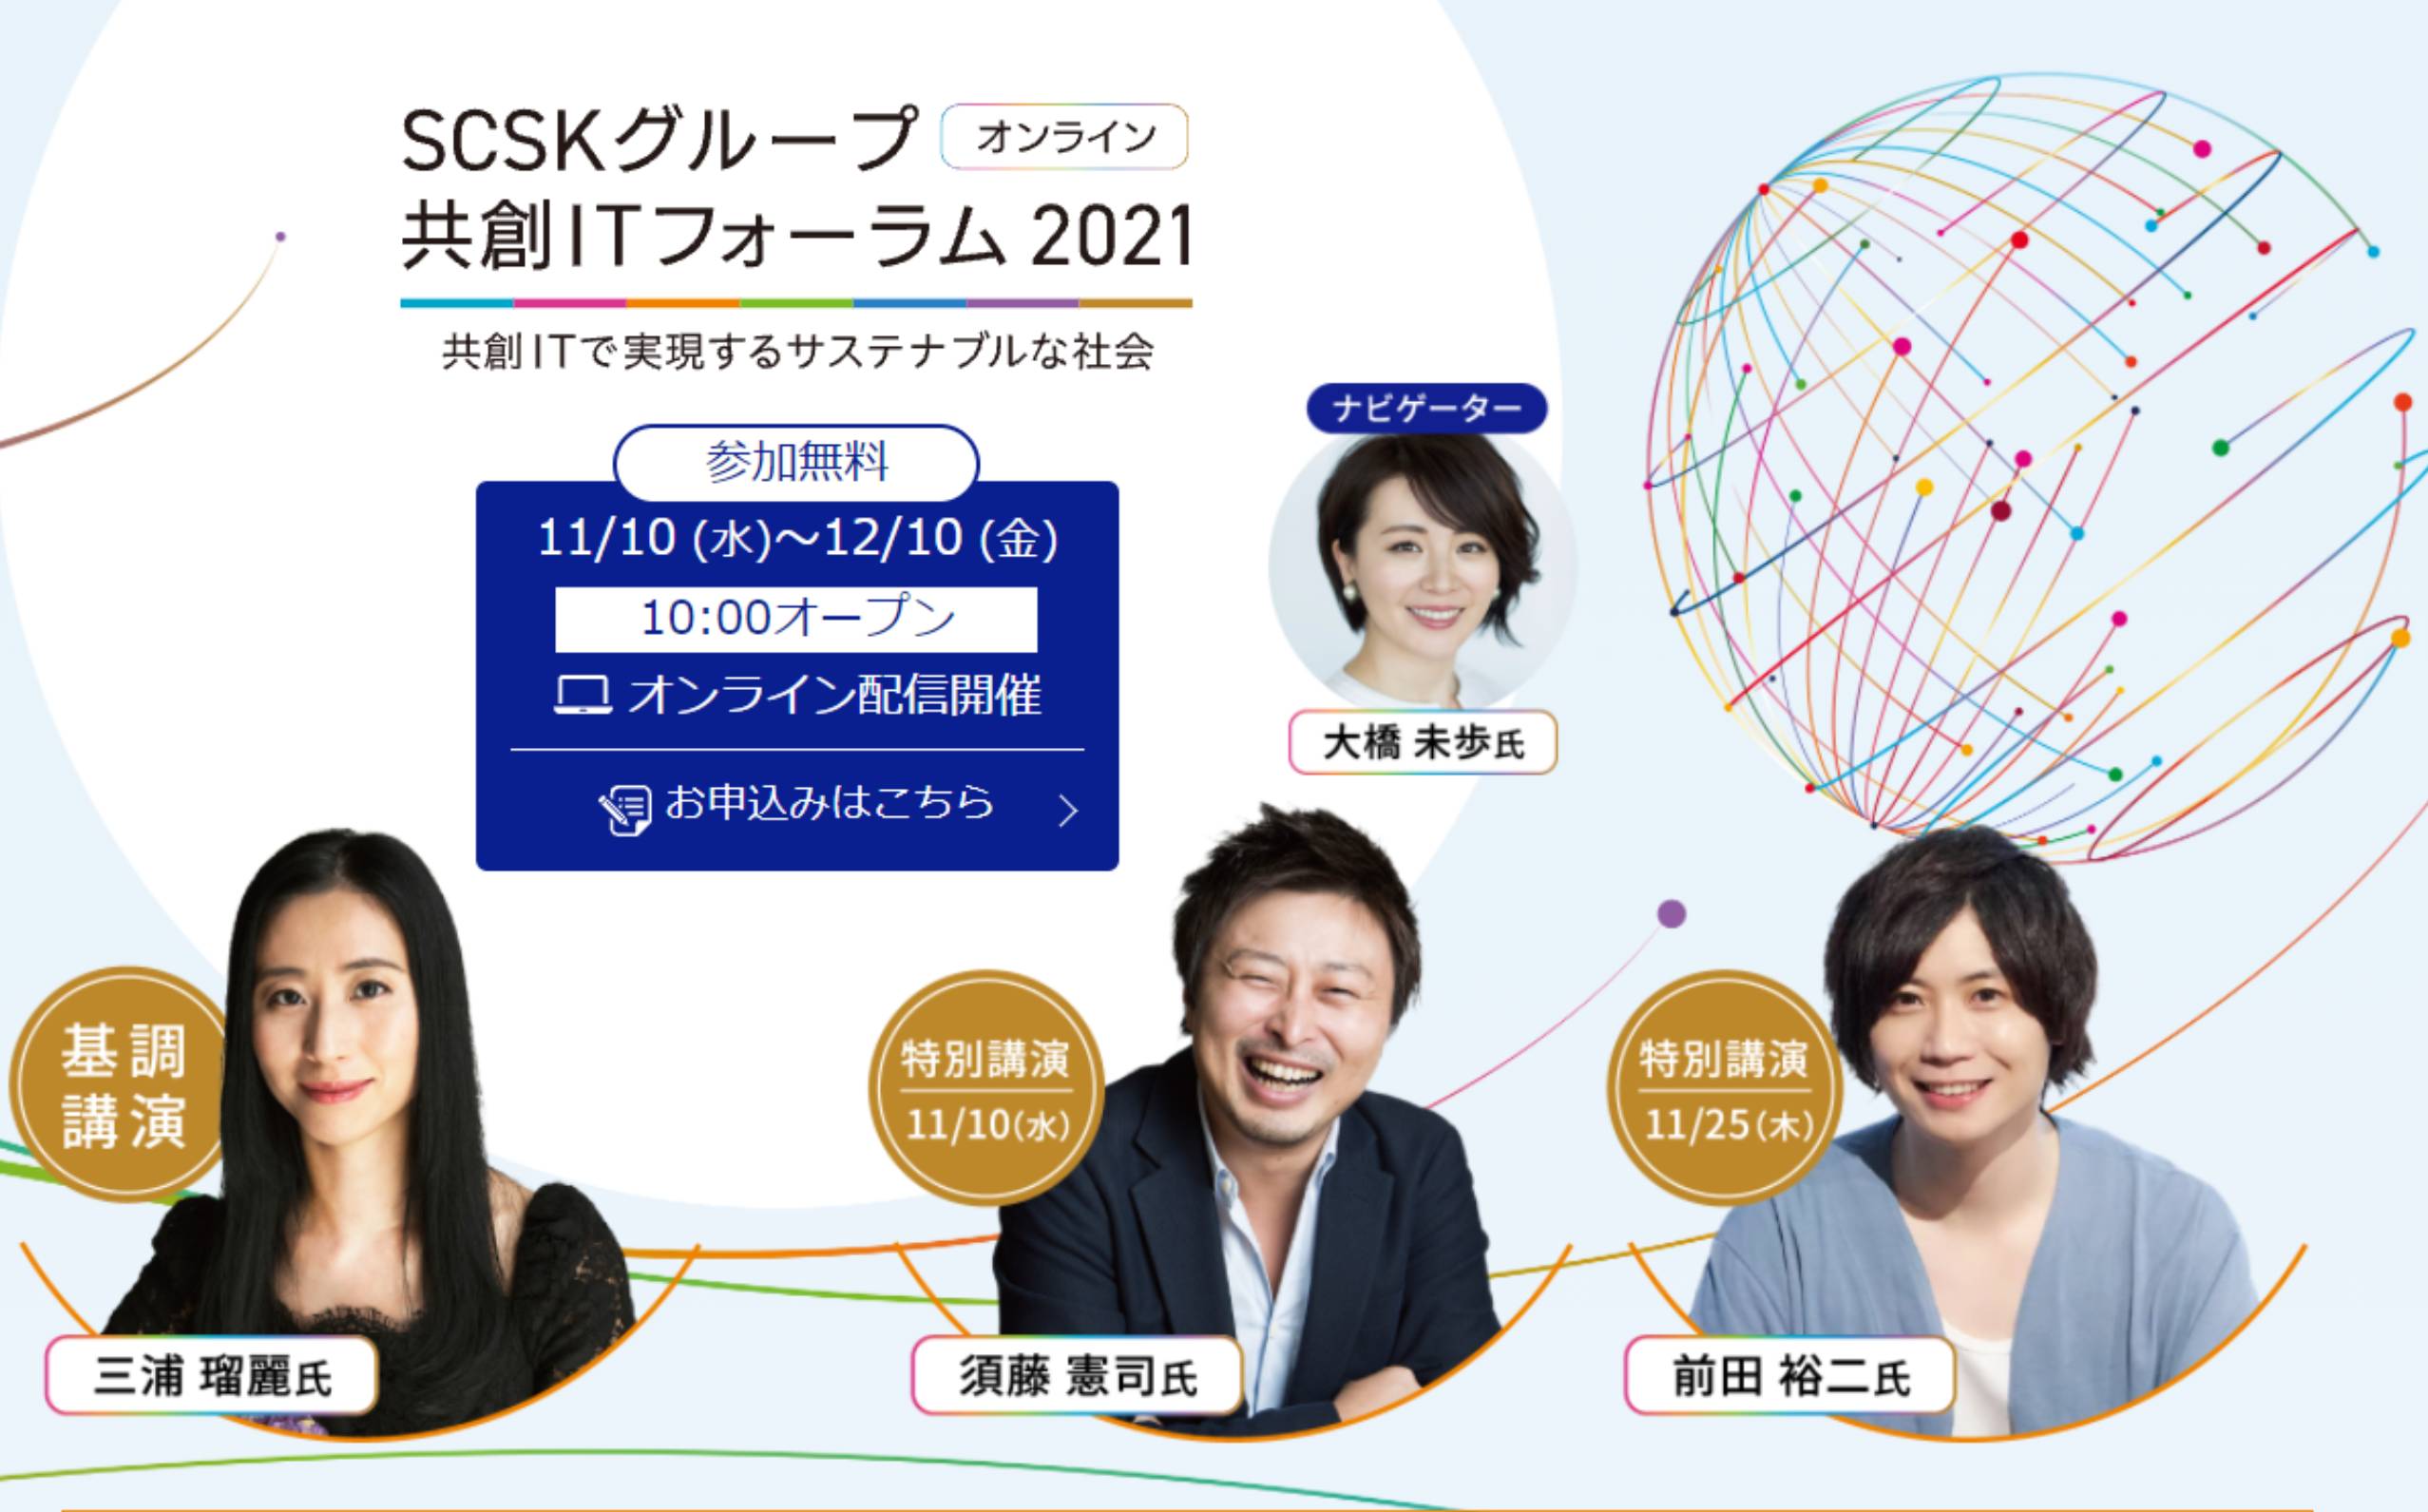 SCSKグループ オンライン
共創ITフォーラム 2021
共創ITで実現するサステナブルな社会
参加無料
11/10 (水)～12/10 (金)
10:00オープン
オンライン配信開催
お申込みはこちら
ナビゲーター
大橋 未歩氏
基調
講演
三浦 瑠麗氏
特別講演
11/10(水)
須藤 憲司氏
特別講演
11/25(木)
前田 裕二氏